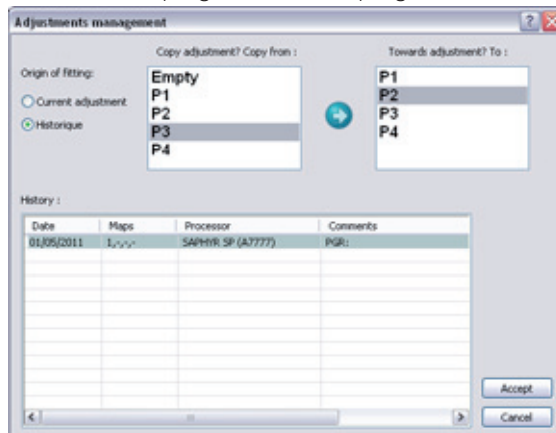 Adjustments management
Copy adjustment? Copy from :
Towards adjustment? To :
Origin of fitting:
Current adjustment
Historique
Empty
P1
P2
P3
P4
P1
P2
P3
P4
History :
Date Maps Processor Comments
01/05/2011 1,-,-,- SAPHYR SP (A7777) PGR:
Accept
Cancel